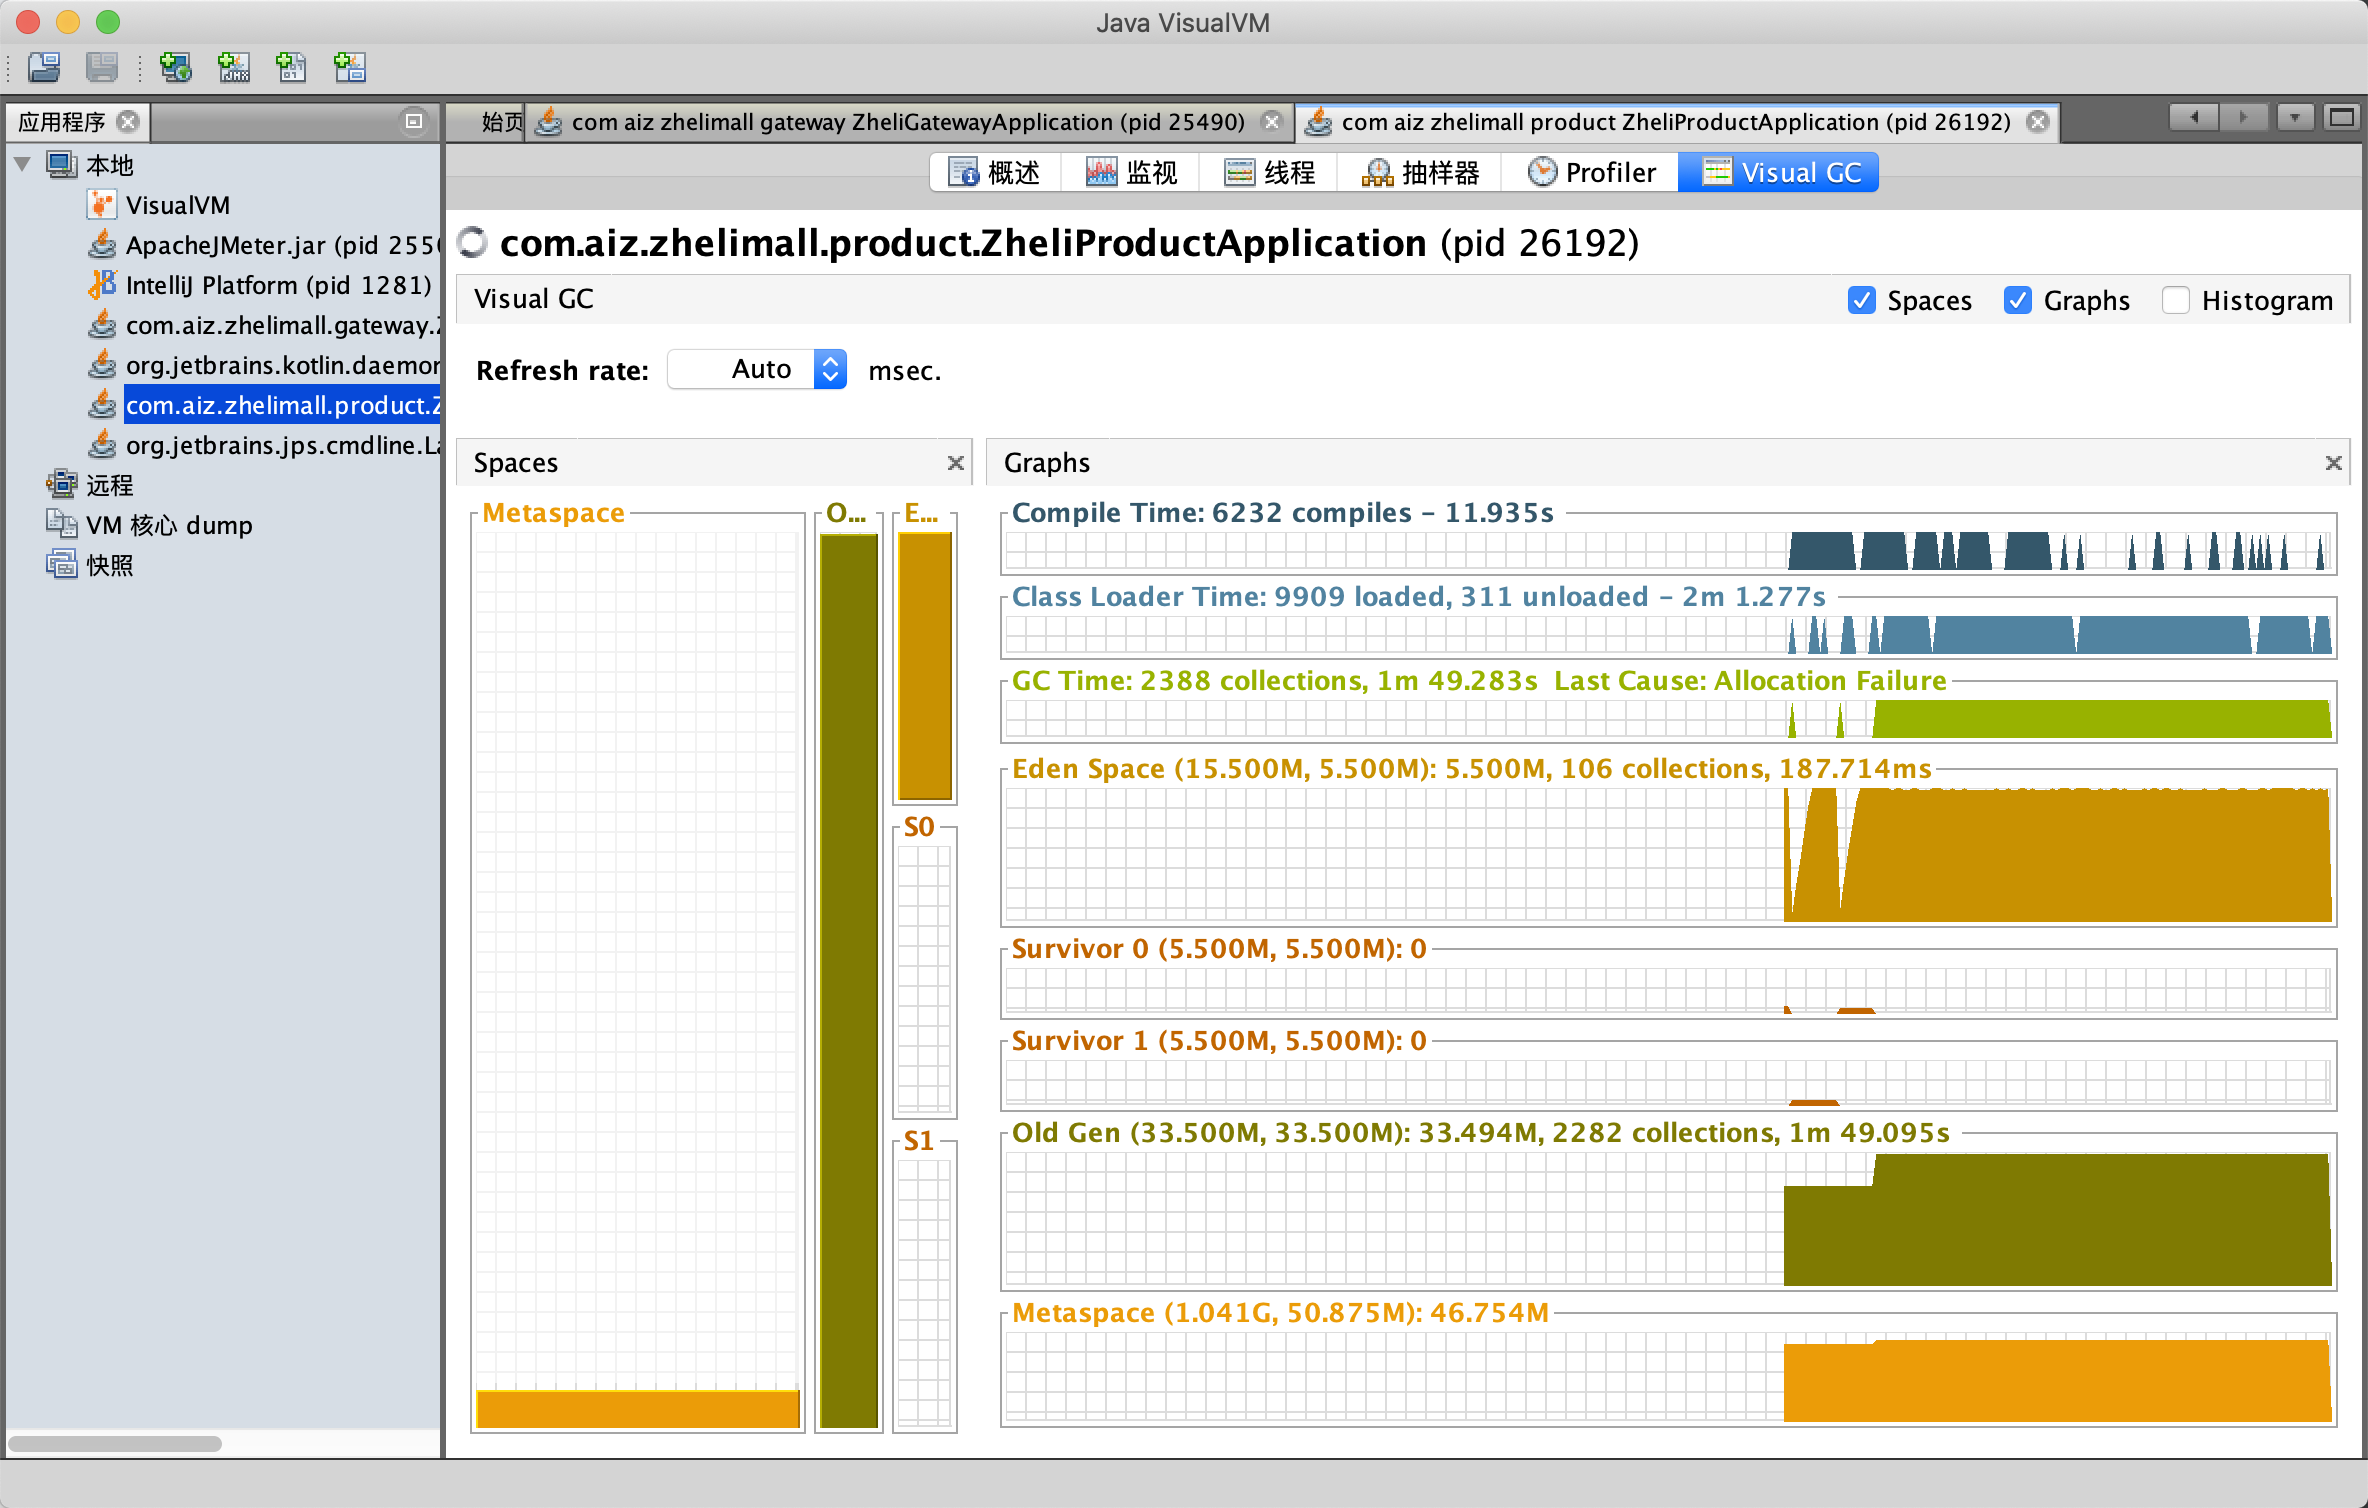 Java VisualVM
应用程序
始页
com aiz zhelimall gateway ZheliGatewayApplication (pid 25490)
com aiz zhelimall product ZheliProductApplication (pid 26192)
本地
VisualVM
ApacheJMeter.jar (pid 255
IntelliJ Platform (pid 1281)
com.aiz.zhelimall.gateway.
org.jetbrains.kotlin.daemo
com.aiz.zhelimall.product.
org.jetbrains.jps.cmdline.L
远程
VM 核心 dump
快照
概述
监视
线程
抽样器
Profiler
Visual GC
com.aiz.zhelimall.product.ZheliProductApplication (pid 26192)
Visual GC
Spaces
Graphs
Histogram
Refresh rate: Auto msec.
Spaces
Metaspace
O...
E...
S0
S1
Graphs
Compile Time: 6232 compiles - 11.935s
Class Loader Time: 9909 loaded, 311 unloaded - 2m 1.277s
GC Time: 2388 collections, 1m 49.283s Last Cause: Allocation Failure
Eden Space (15.500M, 5.500M): 5.500M, 106 collections, 187.714ms
Survivor 0 (5.500M, 5.500M): 0
Survivor 1 (5.500M, 5.500M): 0
Old Gen (33.500M, 33.500M): 33.494M, 2282 collections, 1m 49.095s
Metaspace (1.041G, 50.875M): 46.754M